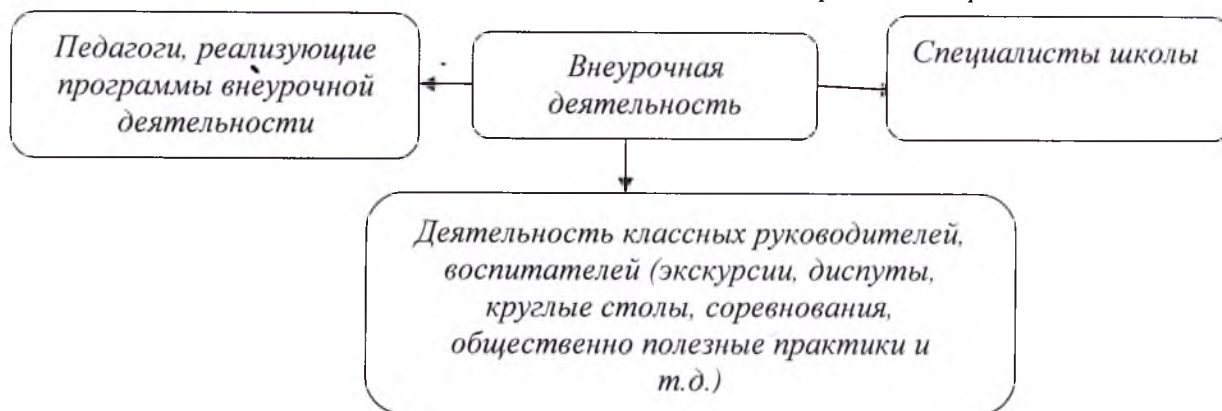 Педагоги, реализующие
программы внеурочной
деятельности
Внеурочная
деятельность
Специалисты школы
Деятельность классных руководителей,
воспитателей (экскурсии, диспуты,
круглые столы, соревнования,
общественно полезные практики и
т.д.)